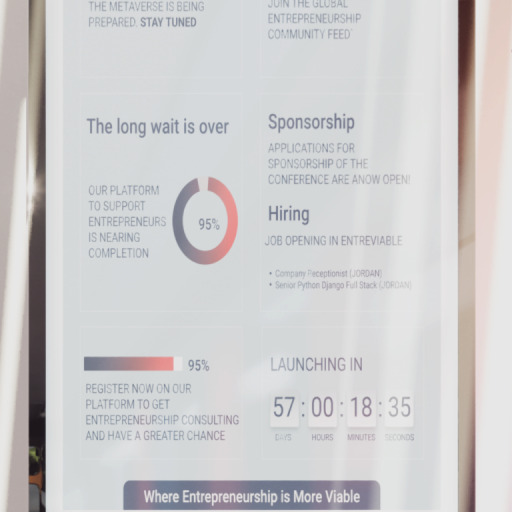 THE METAVERSE IS BEING
PREPARED. STAY TUNED
JOIN THE GLOBAL
ENTREPRENEURSHIP
COMMUNITY FEED'
The long wait is over
OUR PLATFORM
TO SUPPORT
ENTREPRENEURS
IS NEARING
COMPLETION
95%
Sponsorship
APPLICATIONS FOR
SPONSORSHIP OF THE
CONFERENCE ARE ANOW OPEN!
Hiring
JOB OPENING IN ENTREVIABLE
• Company Receptionist (JORDAN)
• Senior Python Django Full Stack (JORDAN)
95%
REGISTER NOW ON OUR
PLATFORM TO GET
ENTREPRENEURSHIP CONSULTING
AND HAVE A GREATER CHANCE
LAUNCHING IN
57 : 00 : 18 : 35
DAYS HOURS MINUTES SECONDS
Where Entrepreneurship is More Viable